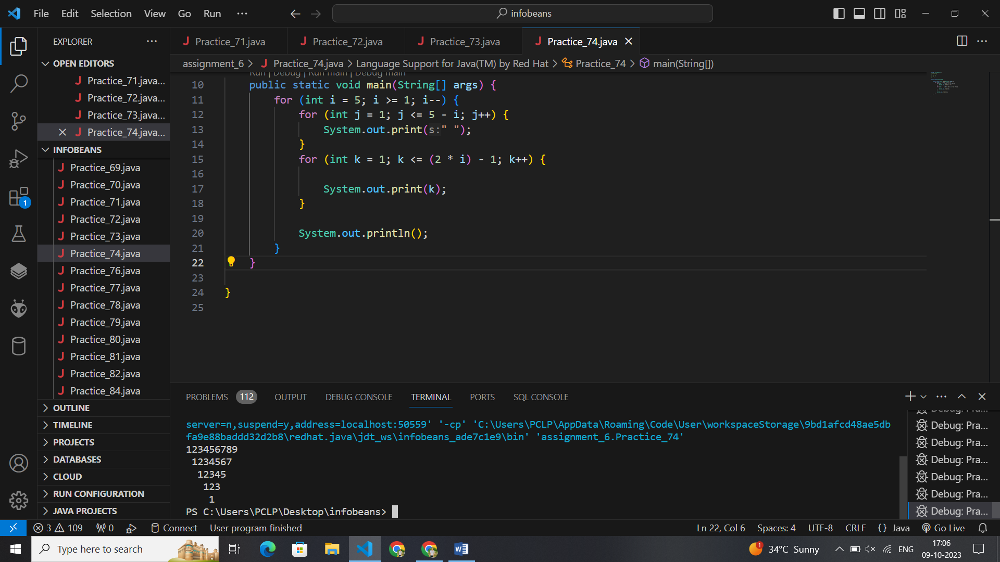 File Edit Selection View Go Run ··· infobeans
EXPLORER ···
Practice_71.java Practice_72.java Practice_73.java Practice_74.java
OPEN EDITORS
assignment_6 > Practice_74.java > Language Support for Java(TM) by Red Hat > Practice_74 > main(String[])
Practice_71.java...
Practice_72.java...
Practice_73.java...
Practice_74.java...
INFOBEANS
Practice_69.java
Practice_70.java
Practice_71.java
Practice_72.java
Practice_73.java
Practice_74.java
Practice_76.java
Practice_77.java
Practice_78.java
Practice_79.java
Practice_80.java
Practice_81.java
Practice_82.java
Practice_84.java
OUTLINE
TIMELINE
PROJECTS
DATABASES
CLOUD
RUN CONFIGURATION
JAVA PROJECTS
1
Run | Debug | Run main | Debug main
10 public static void main(String[] args) {
11 for (int i = 5; i >= 1; i--) {
12 for (int j = 1; j <= 5 - i; j++) {
13 System.out.print(s:" ");
14 }
15 for (int k = 1; k <= (2 * i) - 1; k++) {
16
17 System.out.print(k);
18 }
19
20 System.out.println();
21 }
22 }
23
24 }
25
PROBLEMS 112 OUTPUT DEBUG CONSOLE TERMINAL PORTS SQL CONSOLE
server=n,suspend=y,address=localhost:50559' '-cp' 'C:\Users\PCLP\AppData\Roaming\Code\User\workspaceStorage\9bd1afcd48ae5db
fa9e88baddd32d2b8\redhat.java\jdt_ws\infobeans_ade7c1e9\bin' 'assignment_6.Practice_74'
123456789
 1234567
  12345
   123
    1
PS C:\Users\PCLP\Desktop\infobeans>
Debug: Pra...
Debug: Pra...
Debug: Pra...
Debug: Pra...
Debug: Pra...
Debug: Pra...
Debug: Pra...
3 109 0 Connect User program finished Ln 22, Col 6 Spaces: 4 UTF-8 CRLF {} Java Go Live
Type here to search 1 34°C Sunny ENG 17:06
09-10-2023